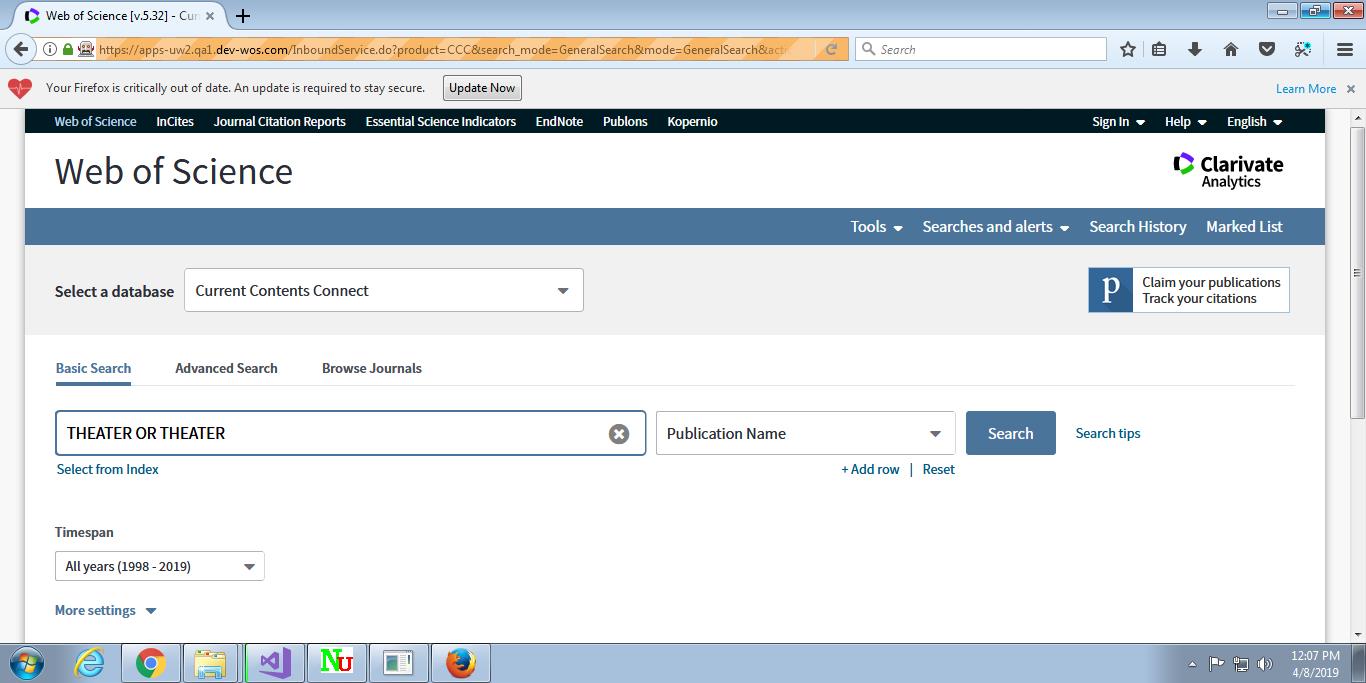 Web of Science [v.5.32] - Cur
https://apps-uw2.qa1.dev-wos.com/InboundService.do?product=CCC&search_mode=GeneralSearch&mode=GeneralSearch&acti
Search
Your Firefox is critically out of date. An update is required to stay secure. Update Now Learn More
Web of Science InCites Journal Citation Reports Essential Science Indicators EndNote Publons Kopernio Sign In Help English
Web of Science
Clarivate
Analytics
Tools Searches and alerts Search History Marked List
Select a database Current Contents Connect
p
Claim your publications
Track your citations
Basic Search Advanced Search Browse Journals
THEATER OR THEATER Publication Name Search Search tips
Select from Index + Add row | Reset
Timespan
All years (1998 - 2019)
More settings
NU
12:07 PM
4/8/2019